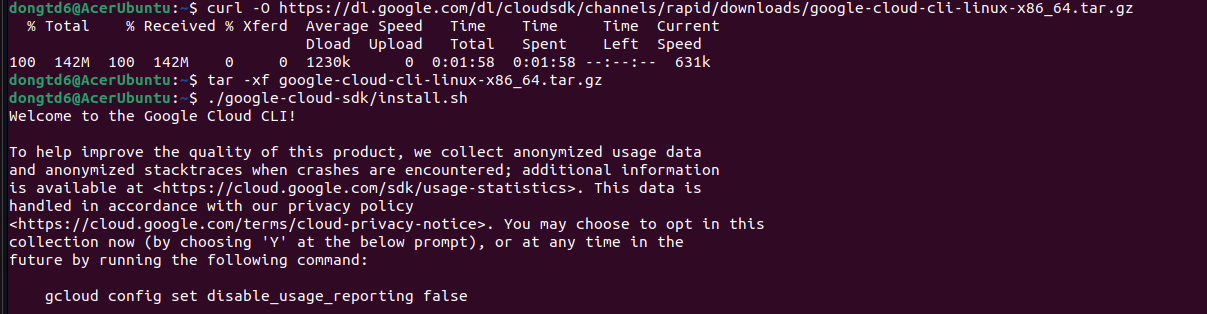 dongtd6@AcerUbuntu:~$ curl -O https://dl.google.com/dl/cloudsdk/channels/rapid/downloads/google-cloud-cli-linux-x86_64.tar.gz
% Total % Received % Xferd Average Speed Time Time Time Current
Dload Upload Total Spent Left Speed
100 142M 100 142M 0 0 1230k 0 0:01:58 0:01:58 --:--:-- 631k
dongtd6@AcerUbuntu:~$ tar -xf google-cloud-cli-linux-x86_64.tar.gz
dongtd6@AcerUbuntu:~$ ./google-cloud-sdk/install.sh
Welcome to the Google Cloud CLI!
To help improve the quality of this product, we collect anonymized usage data
and anonymized stacktraces when crashes are encountered; additional information
is available at <https://cloud.google.com/sdk/usage-statistics>. This data is
handled in accordance with our privacy policy
<https://cloud.google.com/terms/cloud-privacy-notice>. You may choose to opt in this
collection now (by choosing 'Y' at the below prompt), or at any time in the
future by running the following command:
gcloud config set disable_usage_reporting false